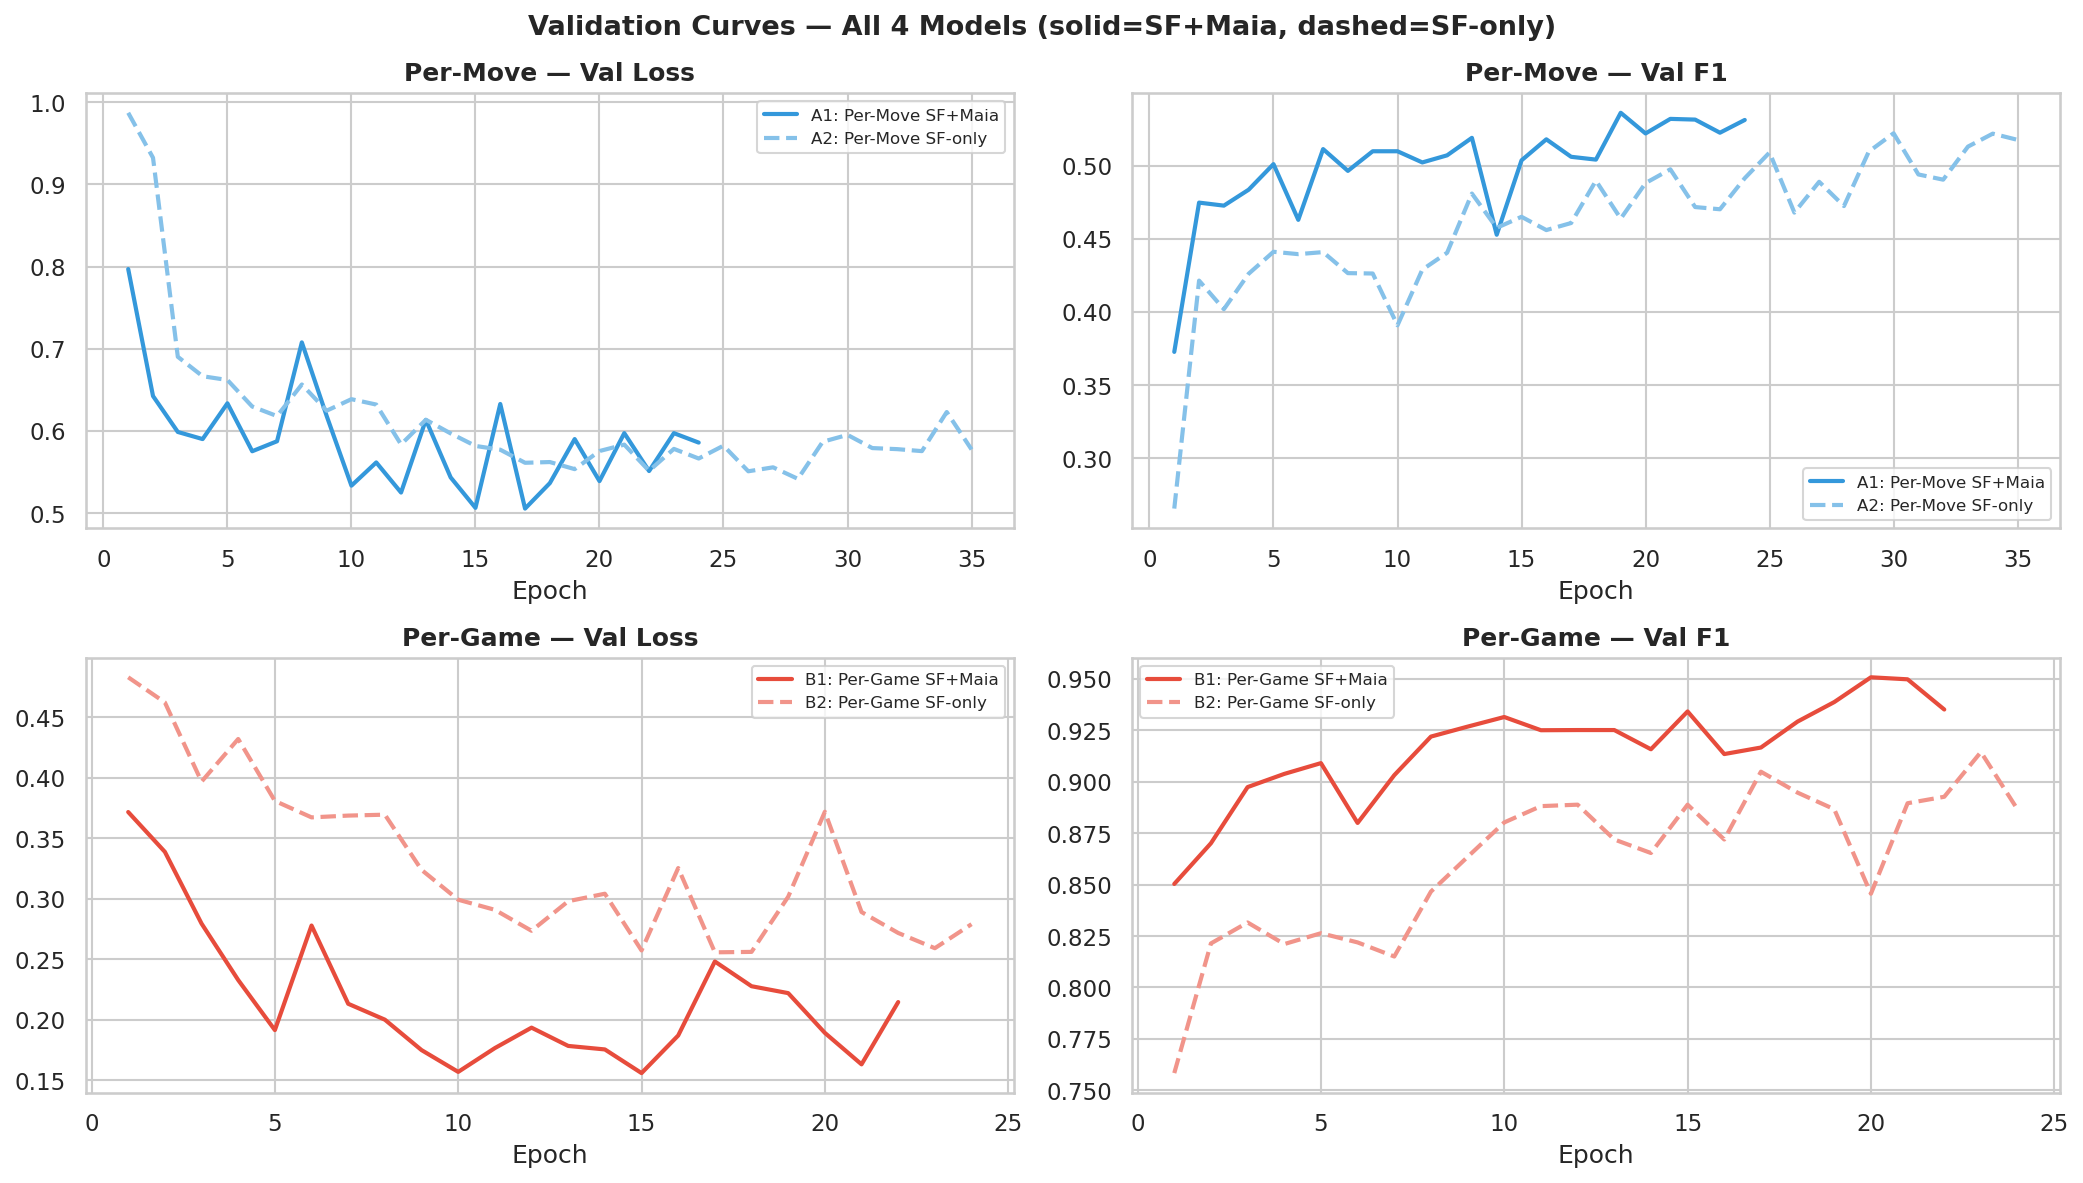 Validation Curves — All 4 Models (solid=SF+Maia, dashed=SF-only)
Per-Move — Val Loss
A1: Per-Move SF+Maia
A2: Per-Move SF-only
1.0
0.9
0.8
0.7
0.6
0.5
0 5 10 15 20 25 30 35
Epoch
Per-Move — Val F1
0.50
0.45
0.40
0.35
0.30
A1: Per-Move SF+Maia
A2: Per-Move SF-only
0 5 10 15 20 25 30 35
Epoch
Per-Game — Val Loss
B1: Per-Game SF+Maia
B2: Per-Game SF-only
0.45
0.40
0.35
0.30
0.25
0.20
0.15
0 5 10 15 20 25
Epoch
Per-Game — Val F1
B1: Per-Game SF+Maia
B2: Per-Game SF-only
0.950
0.925
0.900
0.875
0.850
0.825
0.800
0.775
0.750
0 5 10 15 20 25
Epoch